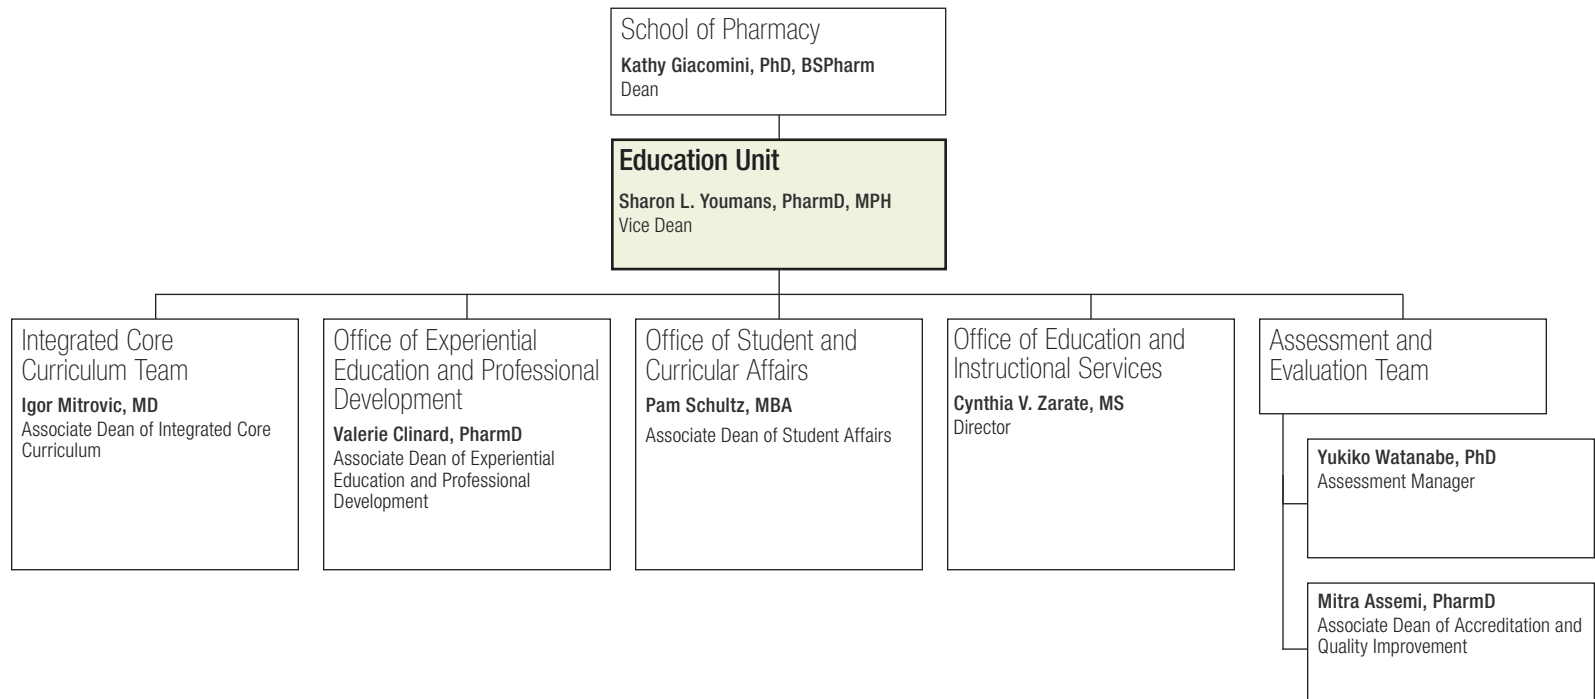 School of Pharmacy
Kathy Giacomini, PhD, BSPharm
Dean
Education Unit
Sharon L. Youmans, PharmD, MPH
Vice Dean
Integrated Core
Curriculum Team
Igor Mitrovic, MD
Associate Dean of Integrated Core
Curriculum
Office of Experiential
Education and Professional
Development
Valerie Clinard, PharmD
Associate Dean of Experiential
Education and Professional
Development
Office of Student and
Curricular Affairs
Pam Schultz, MBA
Associate Dean of Student Affairs
Office of Education and
Instructional Services
Cynthia V. Zarate, MS
Director
Assessment and
Evaluation Team
Yukiko Watanabe, PhD
Assessment Manager
Mitra Assemi, PharmD
Associate Dean of Accreditation and
Quality Improvement